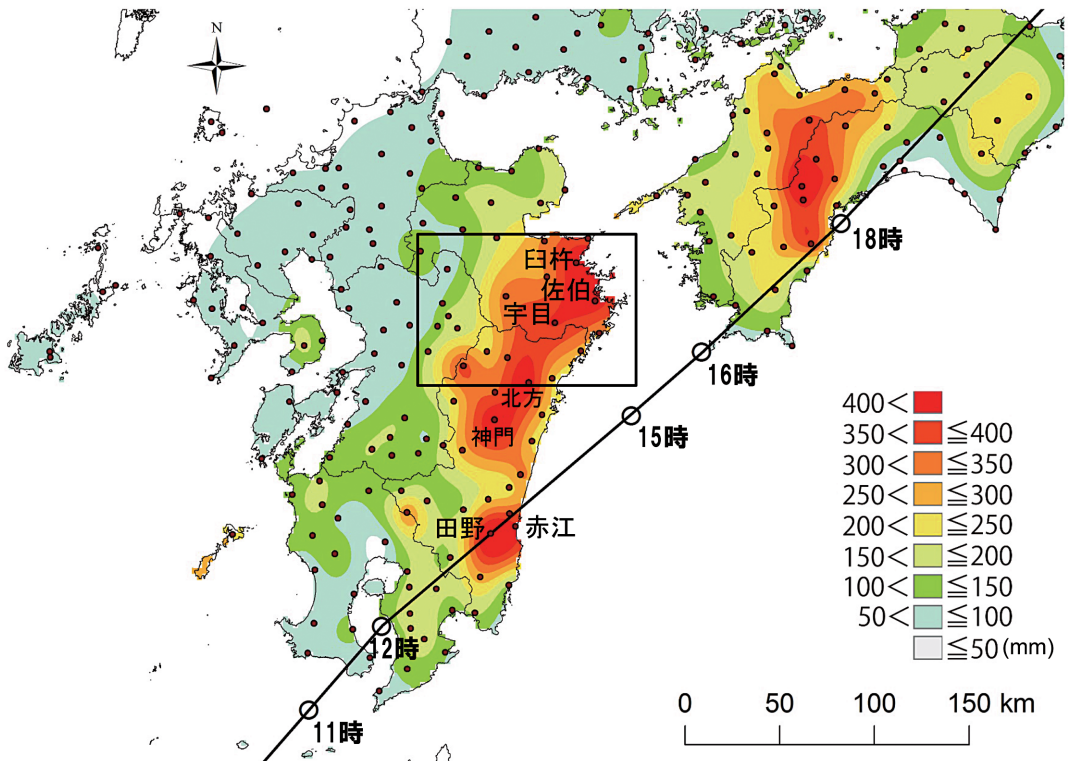 N
臼杵
佐伯
宇目
北方
神門
田野
赤江
18時
16時
15時
12時
11時
400<
350< ≦400
300< ≦350
250< ≦300
200< ≦250
150< ≦200
100< ≦150
50< ≦100
≦50 (mm)
0 50 100 150 km